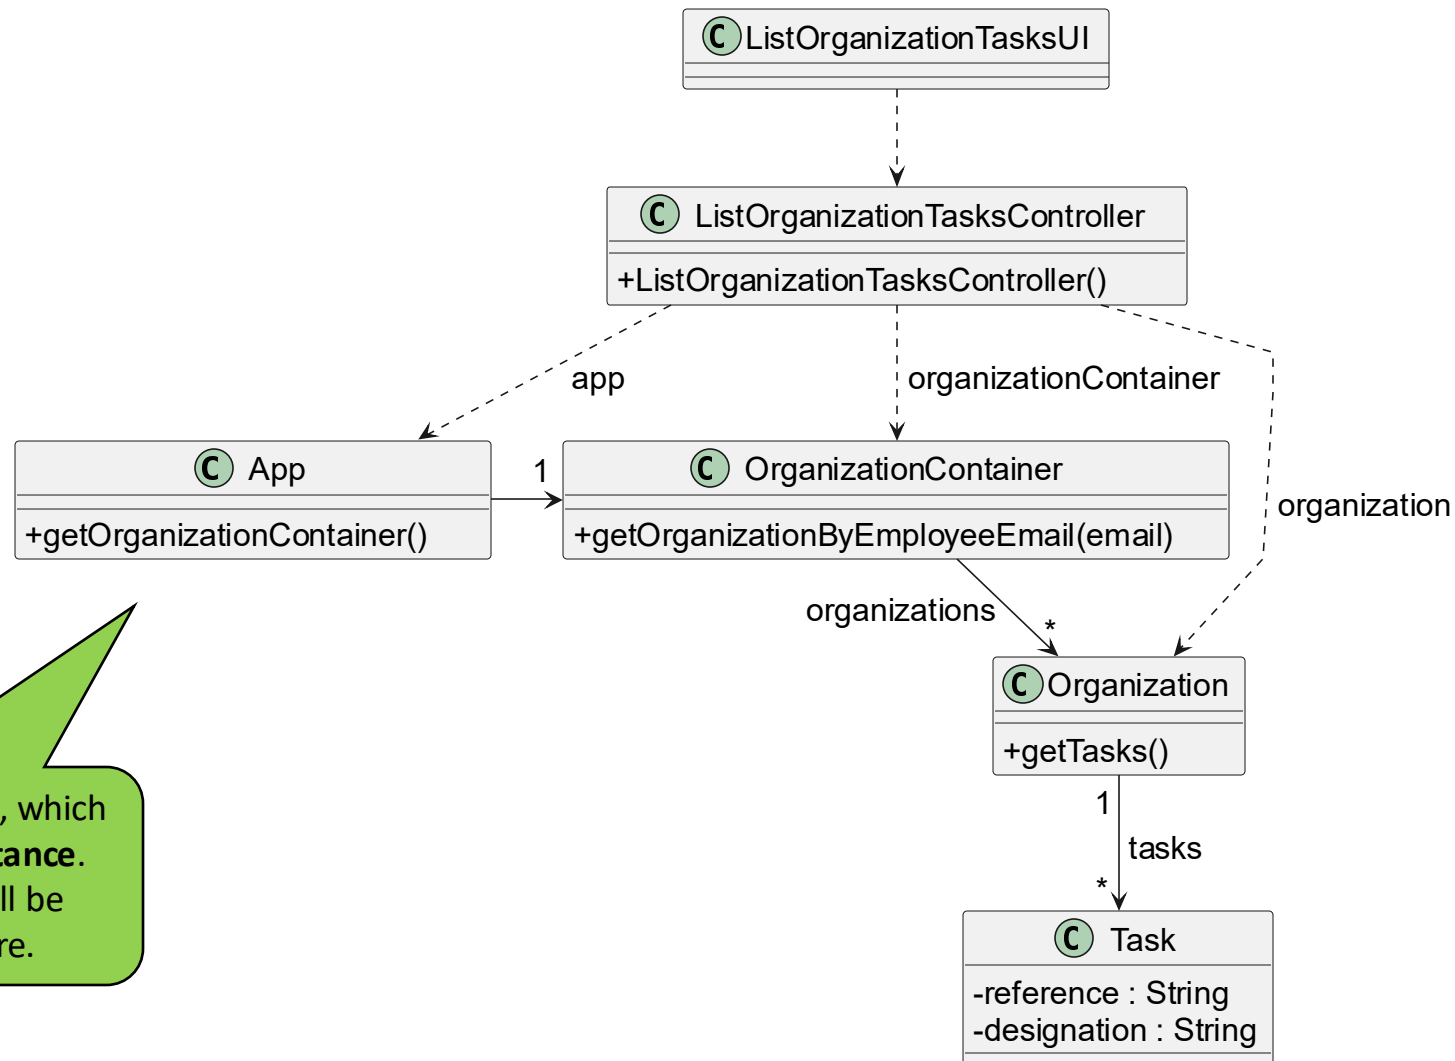 C ListOrganizationTasksUI
C ListOrganizationTasksController
+ListOrganizationTasksController()
app
organizationContainer
organization
C App
+getOrganizationContainer()
1
C OrganizationContainer
+getOrganizationByEmployeeEmail(email)
organizations
*
C Organization
+getTasks()
1
tasks
*
C Task
-reference : String
-designation : String
, which
tance.
ll be
re.